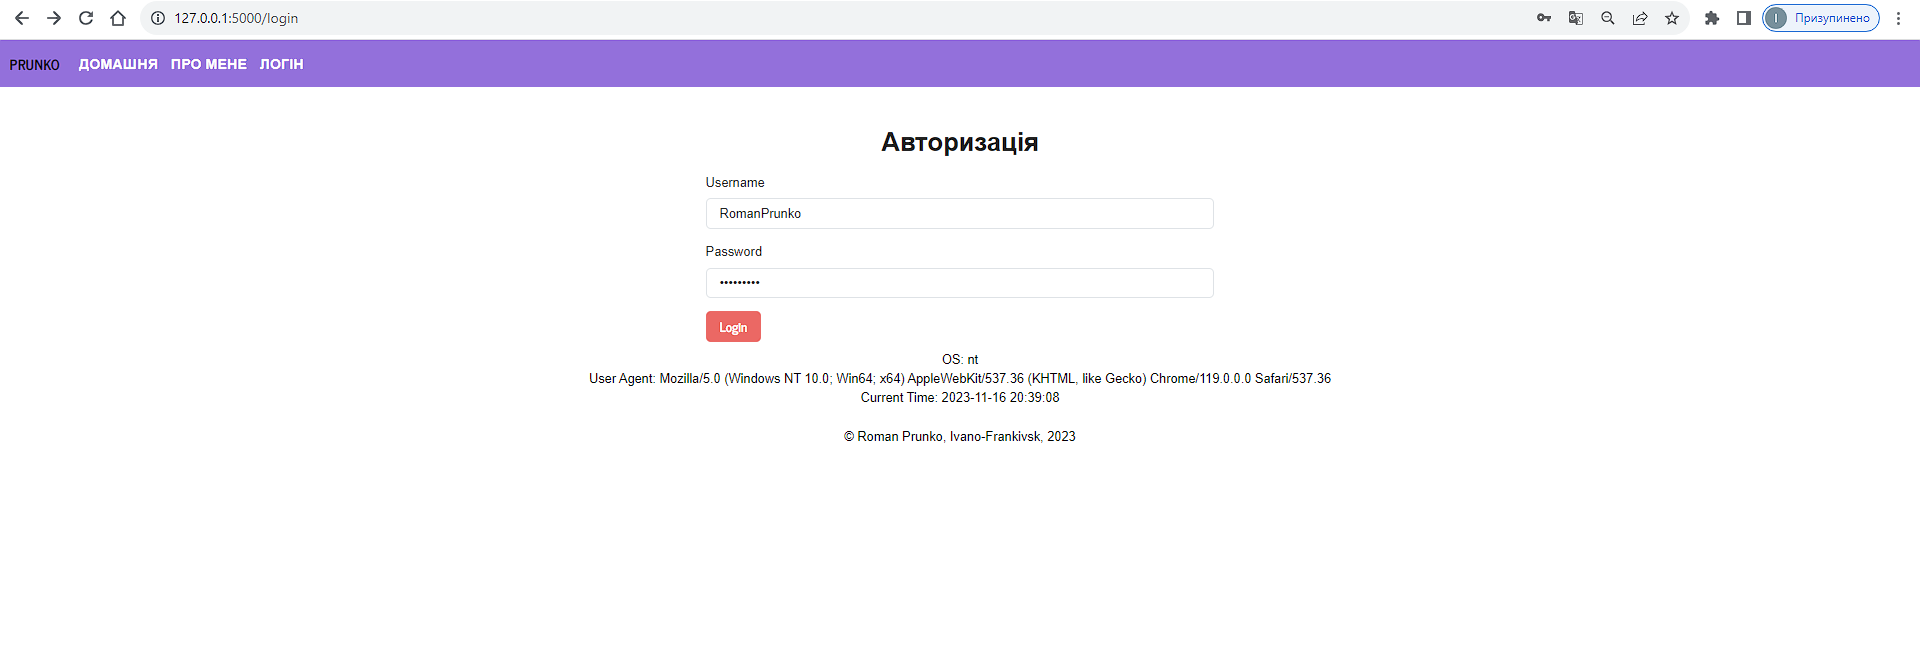 127.0.0.1:5000/login
I Призупинено
PRUNKO ДОМАШНЯ ПРО МЕНЕ ЛОГІН
Авторизація
Username
RomanPrunko
Password
•••••••••
LogIn
OS: nt
User Agent: Mozilla/5.0 (Windows NT 10.0; Win64; x64) AppleWebKit/537.36 (KHTML, like Gecko) Chrome/119.0.0.0 Safari/537.36
Current Time: 2023-11-16 20:39:08
© Roman Prunko, Ivano-Frankivsk, 2023